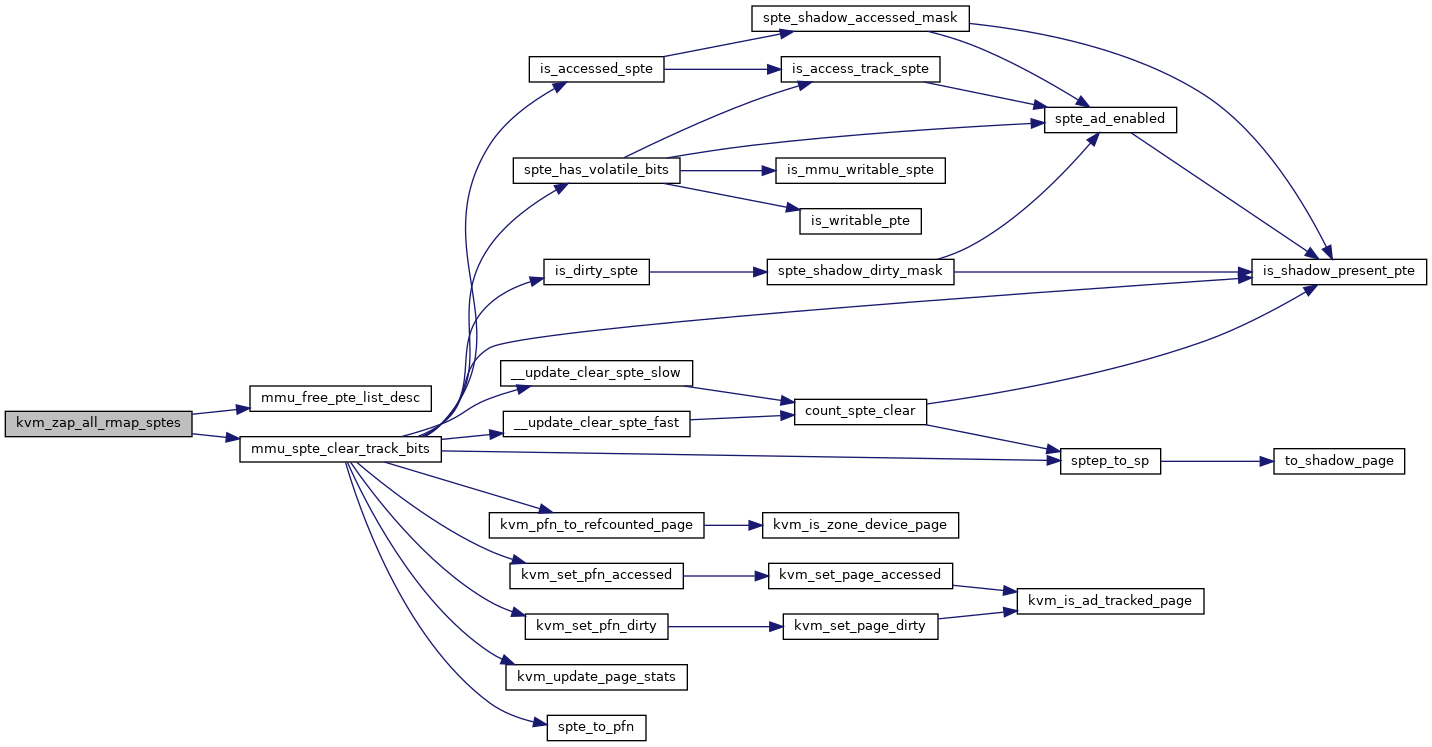 spte_shadow_accessed_mask
is_accessed_spte
is_access_track_spte
spte_ad_enabled
spte_has_volatile_bits
is_mmu_writable_spte
is_writable_pte
is_dirty_spte
spte_shadow_dirty_mask
is_shadow_present_pte
__update_clear_spte_slow
mmu_free_pte_list_desc
count_spte_clear
kvm_zap_all_rmap_sptes
__update_clear_spte_fast
mmu_spte_clear_track_bits
sptep_to_sp
to_shadow_page
kvm_pfn_to_refcounted_page
kvm_is_zone_device_page
kvm_set_pfn_accessed
kvm_set_page_accessed
kvm_is_ad_tracked_page
kvm_set_pfn_dirty
kvm_set_page_dirty
kvm_update_page_stats
spte_to_pfn